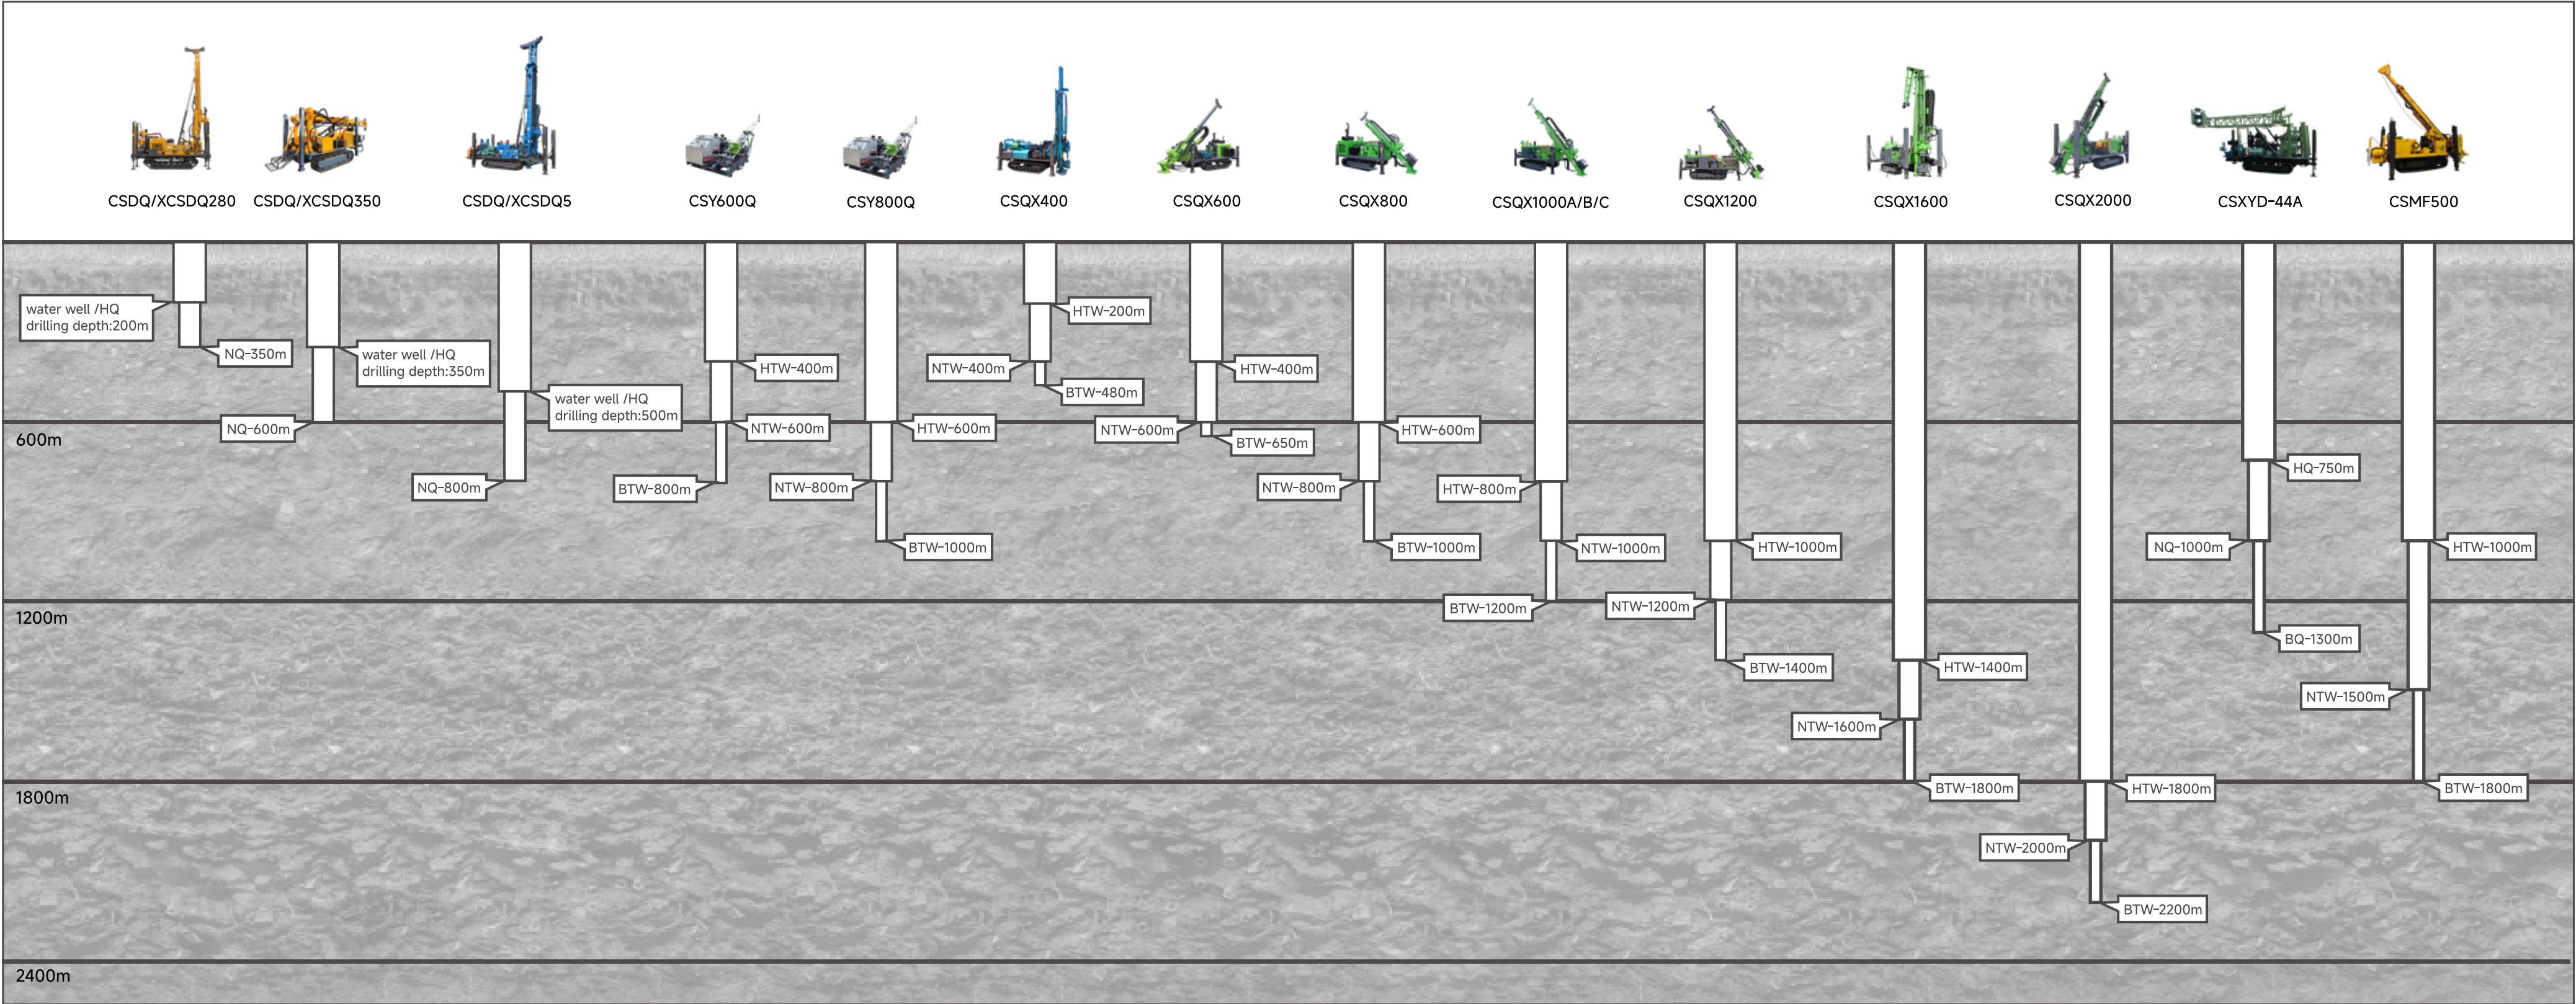 CSDQ/XCSDQ280
CSDQ/XCSDQ350
CSDQ/XCSDQ5
CSY600Q
CSY800Q
CSQX400
CSQX600
CSQX800
CSQX1000A/B/C
CSQX1200
CSQX1600
CSQX2000
CSXYD-44A
CSMF500
water well /HQ
drilling depth:200m
NQ-350m
water well /HQ
drilling depth:350m
NQ-600m
water well /HQ
drilling depth:500m
NQ-800m
HTW-400m
NTW-600m
BTW-800m
HTW-600m
NTW-800m
BTW-1000m
HTW-200m
NTW-400m
BTW-480m
HTW-400m
NTW-600m
BTW-650m
HTW-600m
NTW-800m
BTW-1000m
HTW-800m
NTW-1000m
BTW-1200m
HTW-1000m
NTW-1200m
BTW-1400m
HTW-1400m
NTW-1600m
BTW-1800m
HTW-1800m
NTW-2000m
BTW-2200m
HQ-750m
NQ-1000m
BQ-1300m
HTW-1000m
NTW-1500m
BTW-1800m
600m
1200m
1800m
2400m